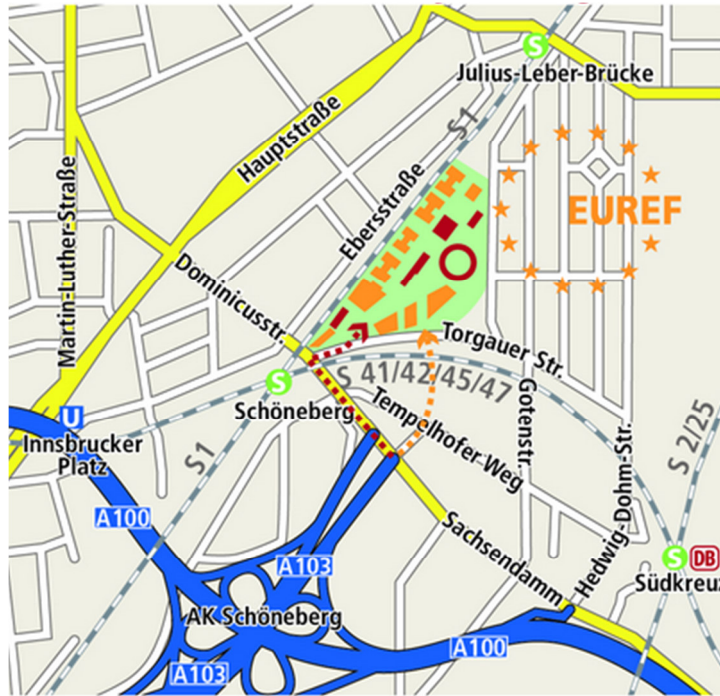 S
Julius-Leber-Brücke
Hauptstraße
S1
Martin-Luther-Straße
Ebersstraße
EUREF
Dominicusstr.
Torgauer Str.
S 41/42/45/47
S
Schöneberg
Tempelhofer-Weg
Gotenstr.
U
Innsbrucker
Platz
S1
S 2/25
Hedwig-Dohm-Str.
A100
Sachsendamm
S DB
Südkreuz
A103
AK Schöneberg
A100
A103